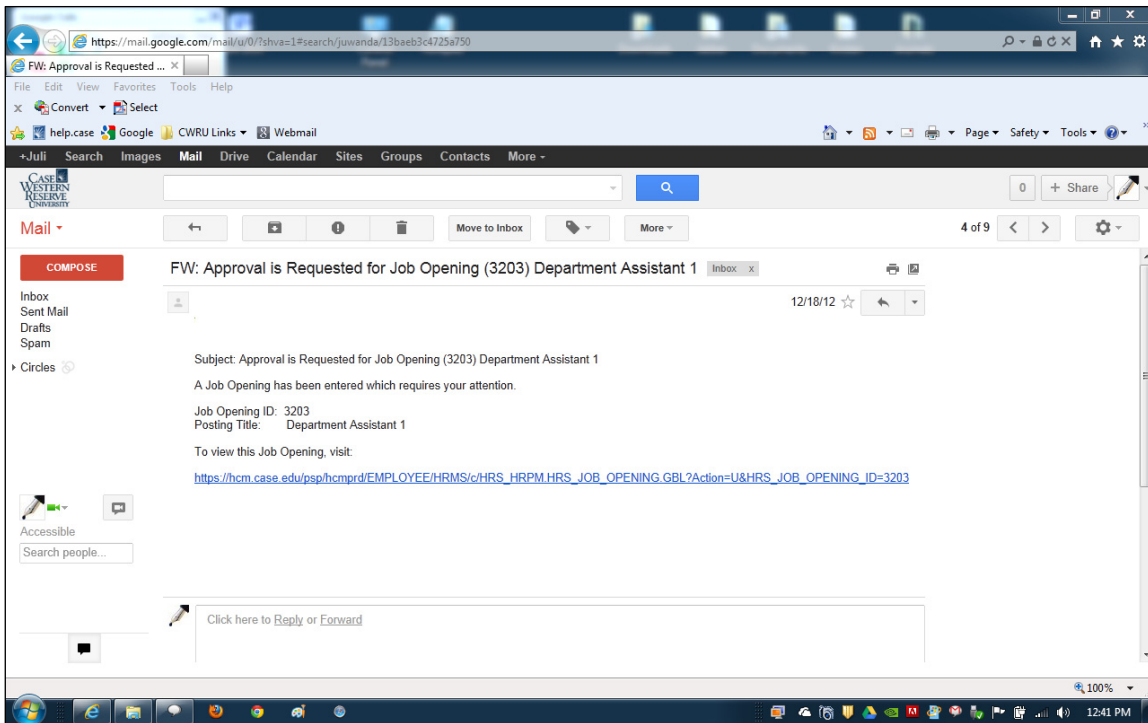 https://mail.google.com/mail/u/0/?shva=1#search/juwanda/13baeb3c4725a750
FW: Approval is Requested ...
File Edit View Favorites Tools Help
x Convert Select
help.case Google CWRU Links Webmail Page Safety Tools
+Juli Search Images Mail Drive Calendar Sites Groups Contacts More
CASE WESTERN RESERVE UNIVERSITY
0 + Share
Mail Move to Inbox More 4 of 9
COMPOSE
FW: Approval is Requested for Job Opening (3203) Department Assistant 1 Inbox x
Inbox
12/18/12
Sent Mail
Drafts
Spam
Circles
Subject: Approval is Requested for Job Opening (3203) Department Assistant 1
A Job Opening has been entered which requires your attention.
Job Opening ID: 3203
Posting Title: Department Assistant 1
To view this Job Opening, visit:
https://hcm.case.edu/psp/hcmprd/EMPLOYEE/HRMS/c/HRS_HRPM.HRS_JOB_OPENING.GBL?Action=U&HRS_JOB_OPENING_ID=3203
Accessible
Search people...
Click here to Reply or Forward
100%
12:41 PM